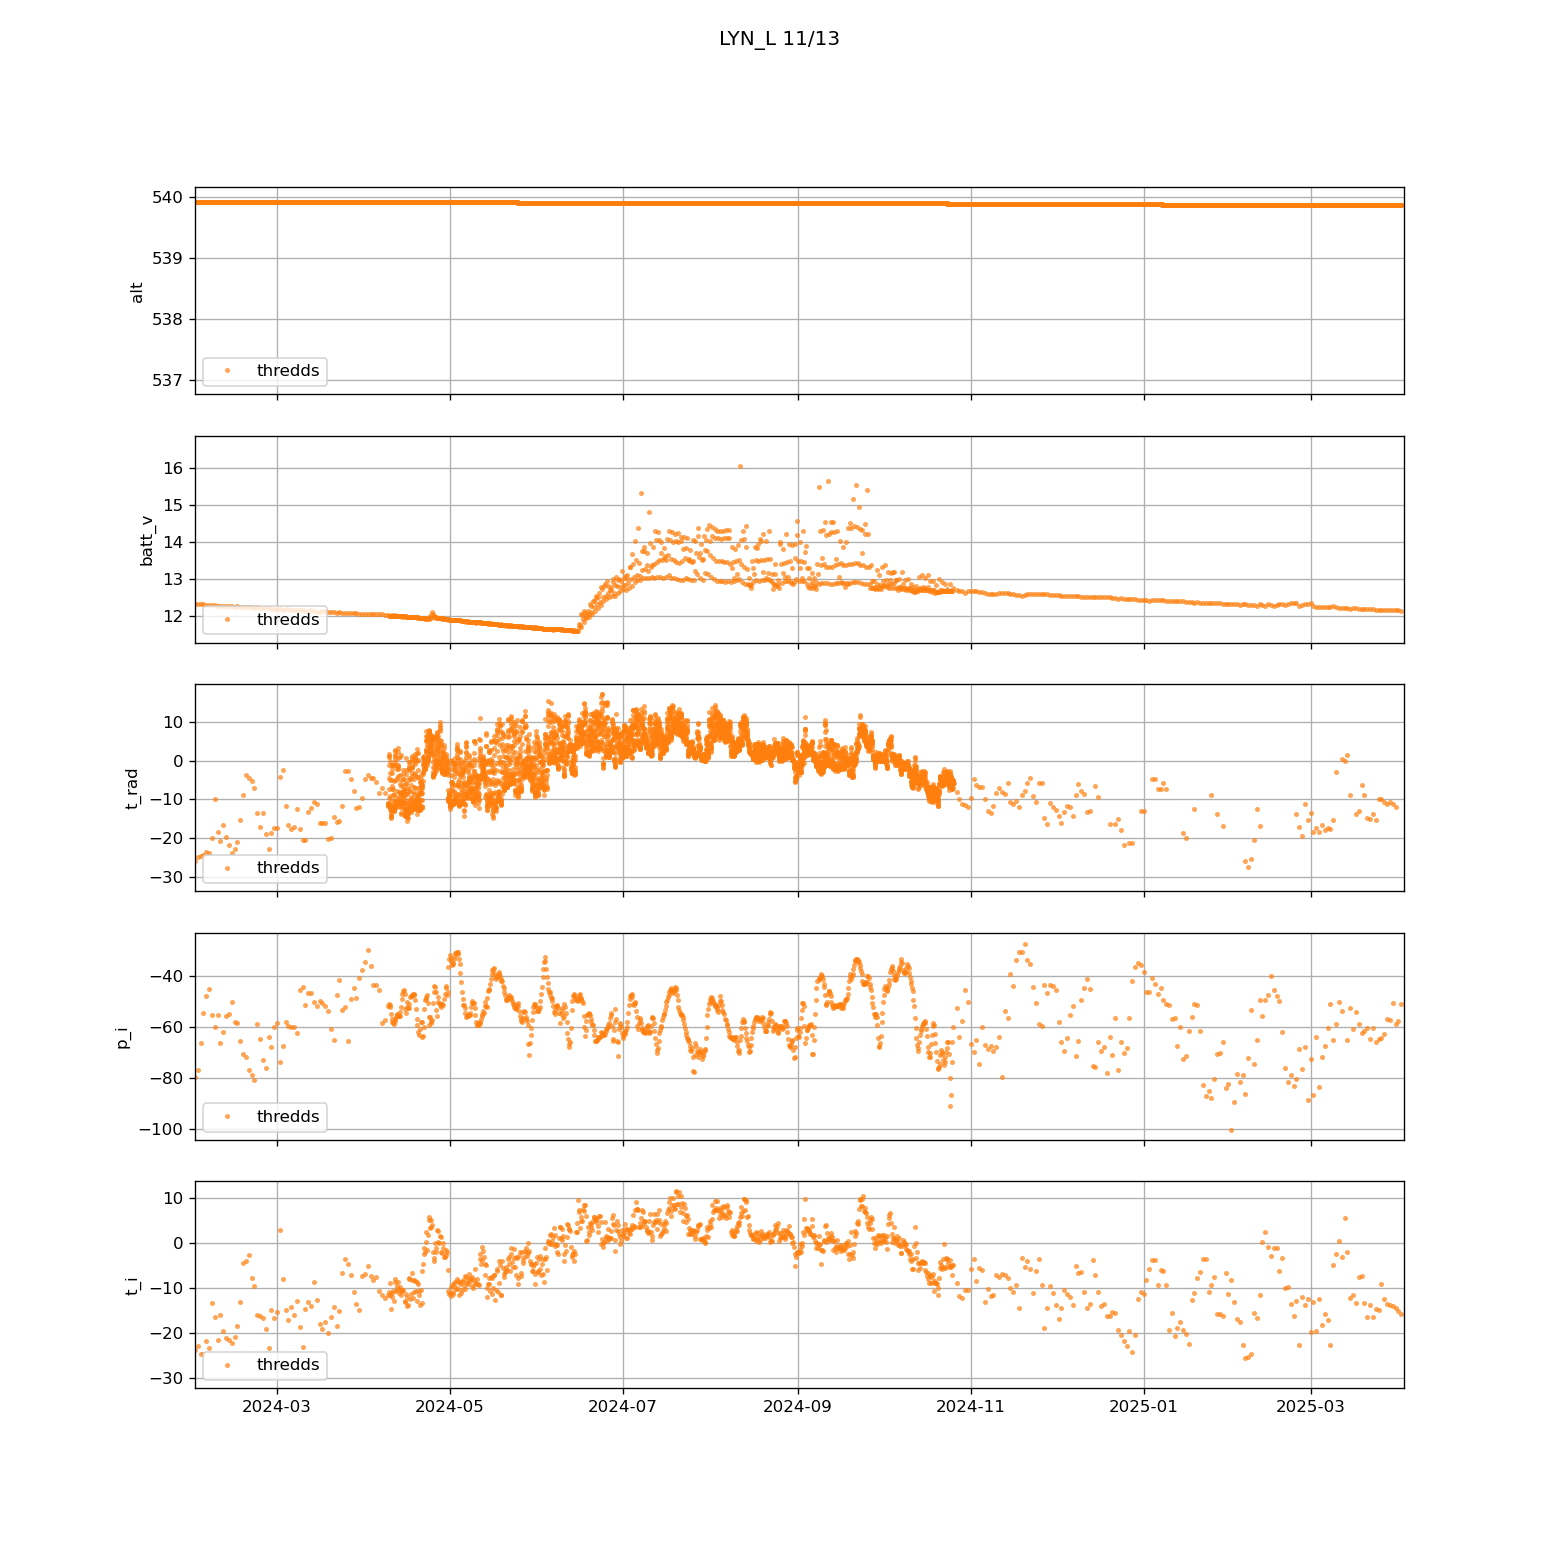 LYN_L 11/13
540
539
538
537
alt
thredds
16
15
14
13
12
batt_v
thredds
10
0
−10
−20
−30
t_rad
thredds
−40
−60
−80
−100
p_i
thredds
10
0
−10
−20
−30
t_i
thredds
2024-03 2024-05 2024-07 2024-09 2024-11 2025-01 2025-03